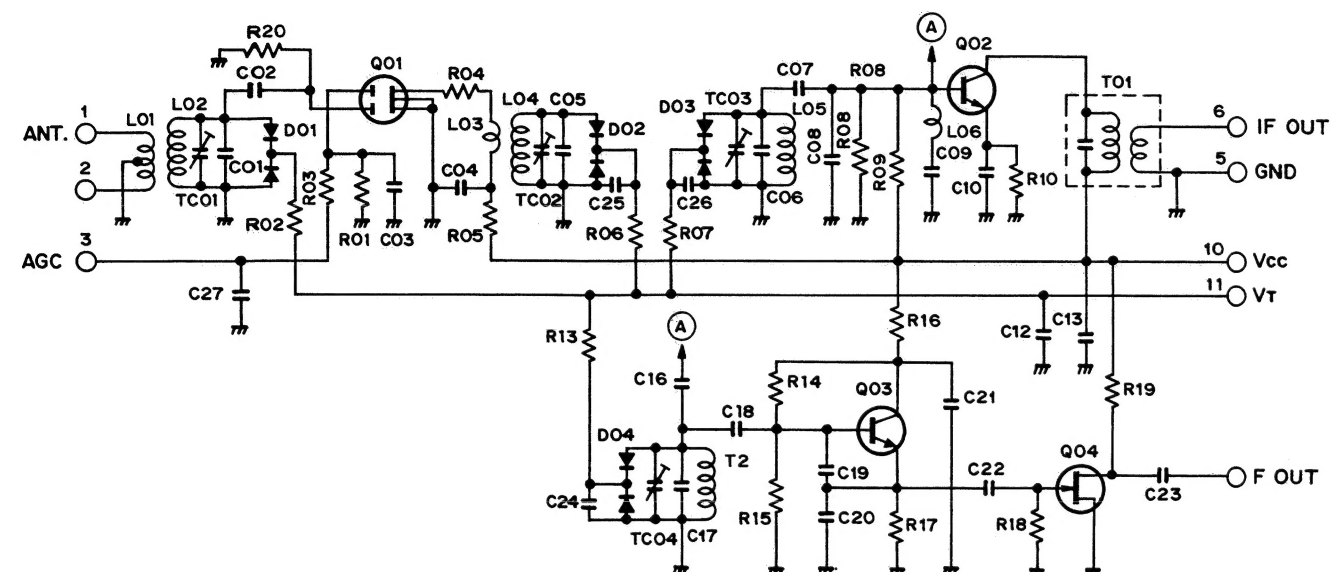 A
R20
Q01
C02
C07
R08
Q02
T01
R04
1
L02
L04
C05
D03
TC03
L05
6
L01
D01
L03
D02
IF OUT
ANT.
C08
R08
L06
C09
5
2
C01
R03
C04
R09
C10
R10
GND
TC01
TC02
C25
C26
C06
3
R02
R01
C03
R05
R06
R07
10
AGC
Vcc
C27
11
VT
A
R16
C12
C13
R13
C16
R14
Q03
C21
R19
C18
D04
T2
Q04
C19
C22
C24
C23
F OUT
R15
C20
R17
R18
TC04
C17